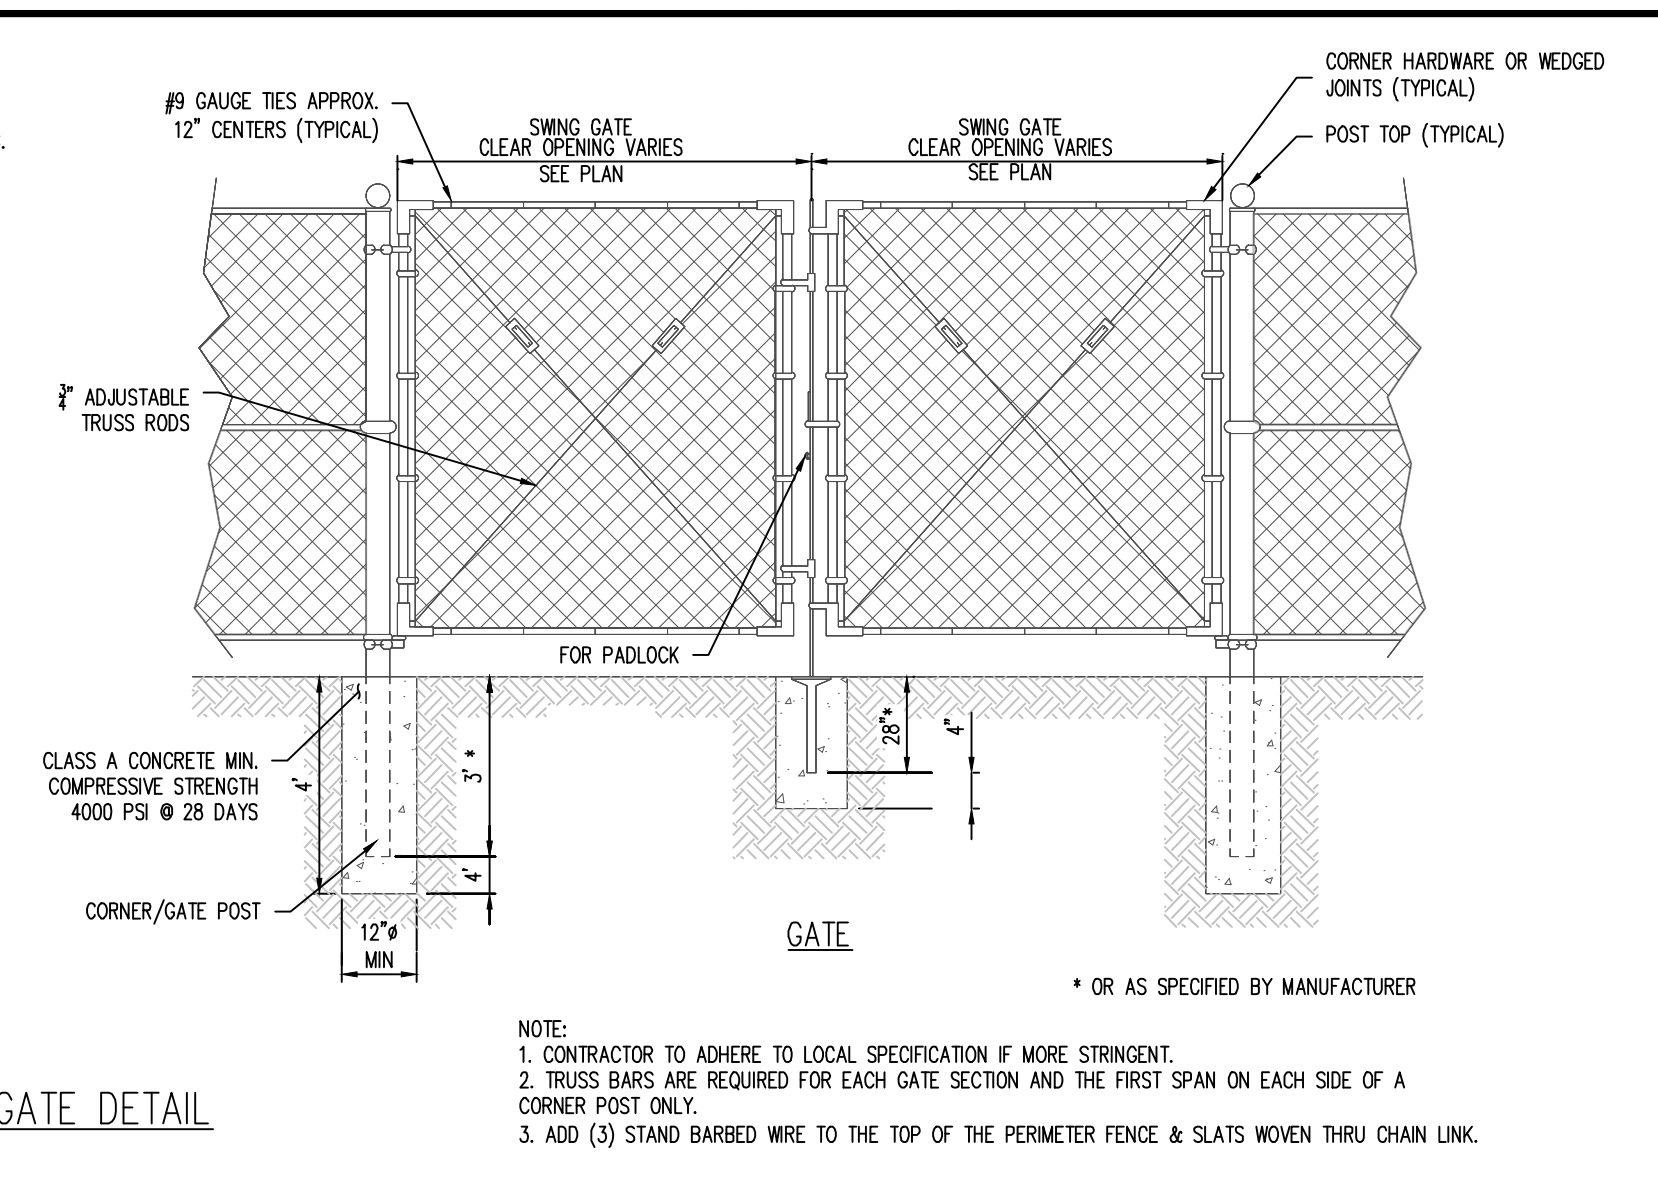 #9 GAUGE TIES APPROX.
12" CENTERS (TYPICAL)
SWING GATE
CLEAR OPENING VARIES
SEE PLAN
SWING GATE
CLEAR OPENING VARIES
SEE PLAN
CORNER HARDWARE OR WEDGED
JOINTS (TYPICAL)
POST TOP (TYPICAL)
3/4" ADJUSTABLE
TRUSS RODS
FOR PADLOCK
CLASS A CONCRETE MIN.
COMPRESSIVE STRENGTH
4000 PSI @ 28 DAYS
4'
3' *
4'
28"*
4"
CORNER/GATE POST
12"ø
MIN
GATE
* OR AS SPECIFIED BY MANUFACTURER
NOTE:
1. CONTRACTOR TO ADHERE TO LOCAL SPECIFICATION IF MORE STRINGENT.
2. TRUSS BARS ARE REQUIRED FOR EACH GATE SECTION AND THE FIRST SPAN ON EACH SIDE OF A
CORNER POST ONLY.
3. ADD (3) STAND BARBED WIRE TO THE TOP OF THE PERIMETER FENCE & SLATS WOVEN THRU CHAIN LINK.
GATE DETAIL